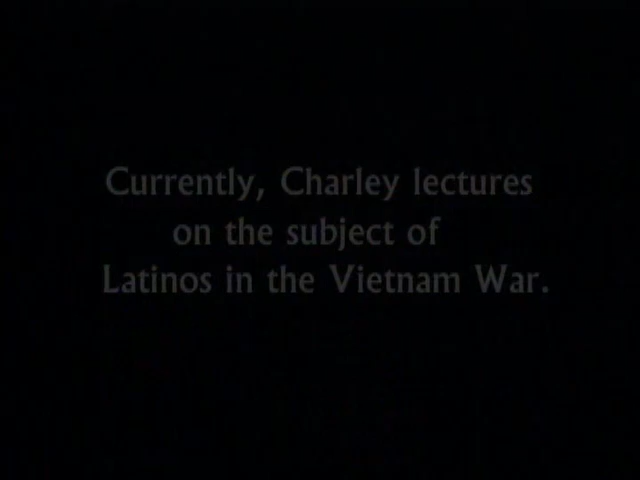 Currently, Charley lectures
on the subject of
Latinos in the Vietnam War.